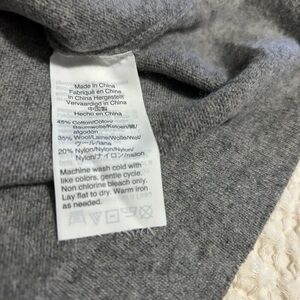 Made in China
Fabriqué en Chine
in China Hergestellt
Vervaardigd in China
中国製
Hecho en China
45% Cotton/Coton/
Baumwolle/Katoen/綿/
algodón
35% Wool/Laine/Wolle/Wol/
ウール/lana
20% Nylon/Nylon/Nylon/
Nylon/ナイロン/nailon
Machine wash cold with
like colors, gentle cycle.
Non chlorine bleach only.
Lay flat to dry. Warm iron
as needed.